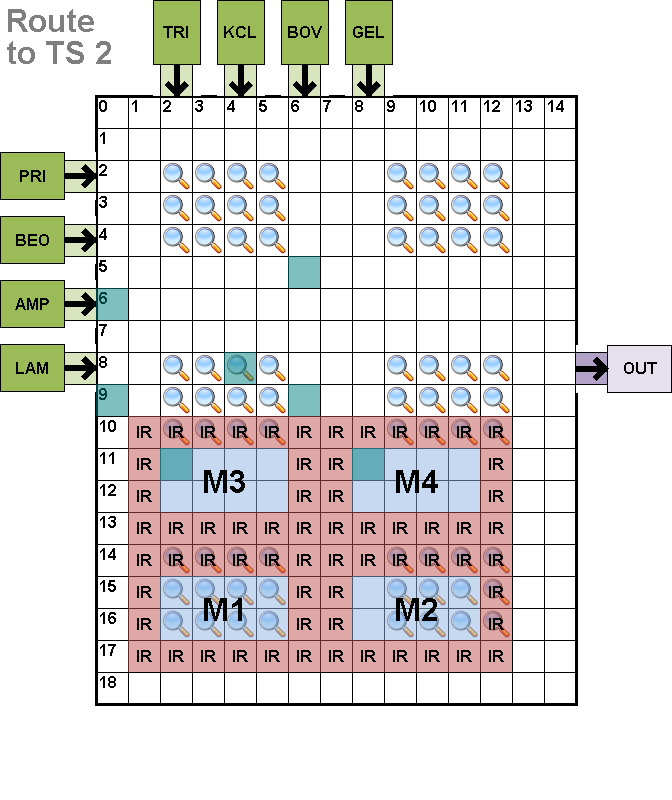 Route
to TS 2
TRI KCL BOV GEL
0 1 2 3 4 5 6 7 8 9 10 11 12 13 14
1
PRI 2
3
BEO 4
5
AMP 6
7
LAM 8 OUT
9
10 IR IR IR IR IR IR IR IR IR IR IR IR
11 IR IR IR IR
M3 M4
12 IR IR IR IR
13 IR IR IR IR IR IR IR IR IR IR IR IR
14 IR IR IR IR IR IR IR IR IR IR IR IR
15 IR IR IR IR
M1 M2
16 IR IR IR IR
17 IR IR IR IR IR IR IR IR IR IR IR IR
18